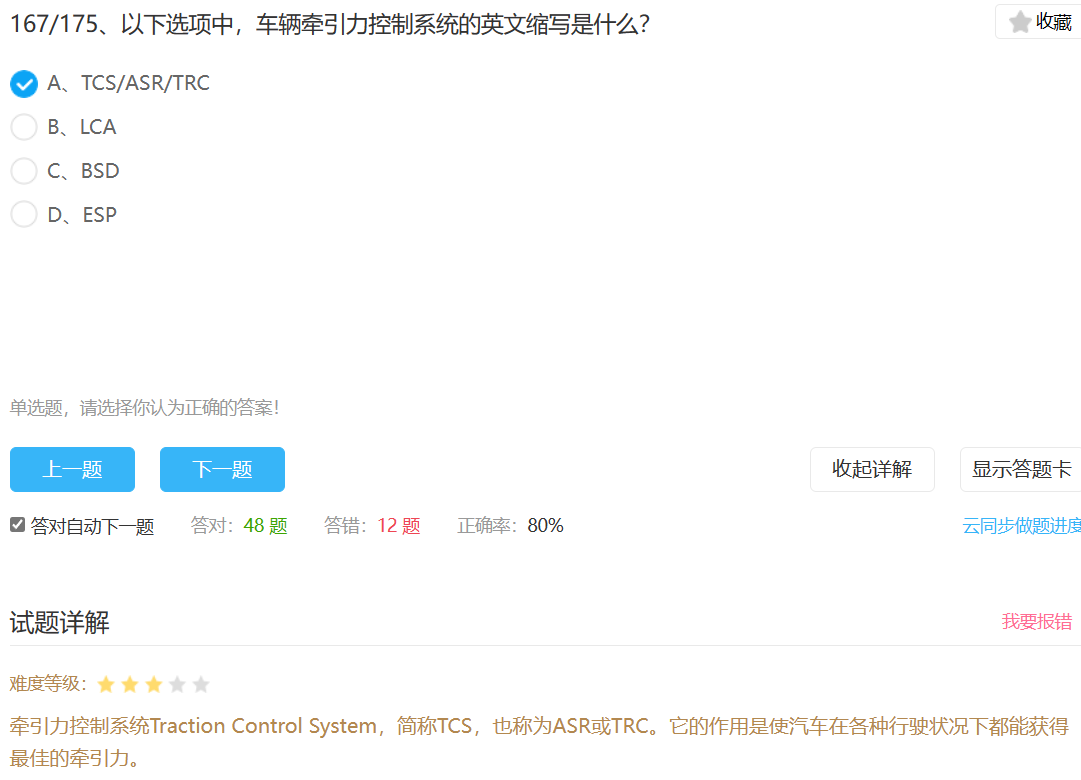 167/175、以下选项中，车辆牵引力控制系统的英文缩写是什么？
收藏
A、TCS/ASR/TRC
B、LCA
C、BSD
D、ESP
单选题，请选择你认为正确的答案！
上一题 下一题 收起详解 显示答题卡
答对自动下一题 答对：48 题 答错：12 题 正确率：80% 云同步做题进度
试题详解 我要报错
难度等级：
牵引力控制系统Traction Control System，简称TCS，也称为ASR或TRC。它的作用是使汽车在各种行驶状况下都能获得
最佳的牵引力。